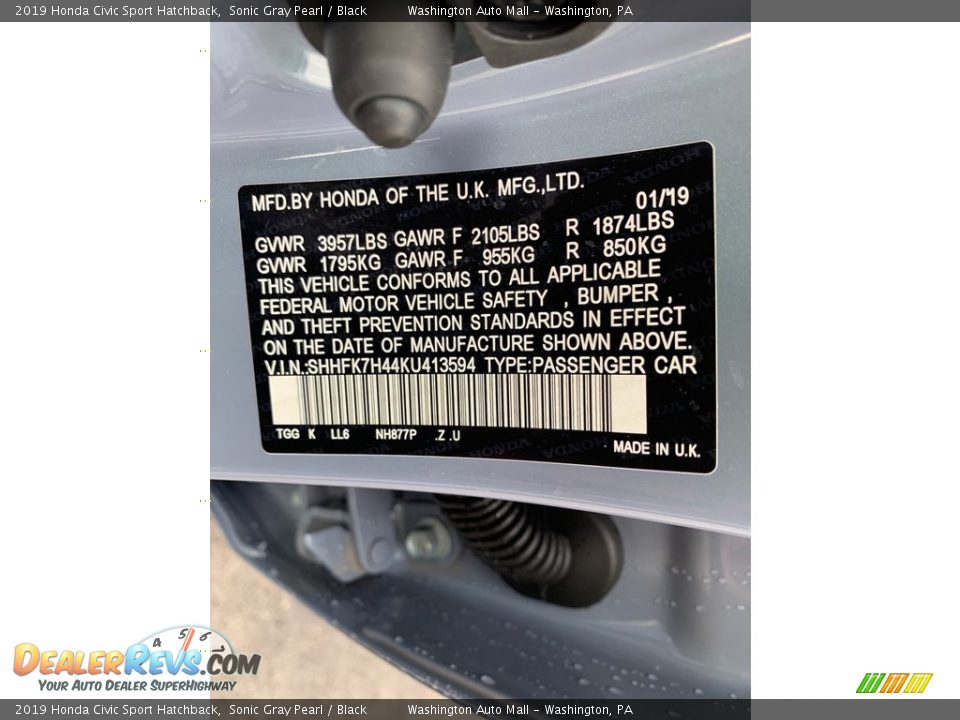 2019 Honda Civic Sport Hatchback,  Sonic Gray Pearl / Black          Washington Auto Mall - Washington, PA
MFD.BY HONDA OF THE U.K. MFG.,LTD.
01/'19
GVWR 3957LBS GAWR F 2105LBS R 1874LBS
GVWR 1795KG GAWR F 955KG R 850KG
THIS VEHICLE CONFORMS TO ALL APPLICABLE
FEDERAL MOTOR VEHICLE SAFETY , BUMPER ,
AND THEFT PREVENTION STANDARDS IN EFFECT
ON THE DATE OF MANUFACTURE SHOWN ABOVE.
V.I.N.:SHHFK7H44KU413594 TYPE:PASSENGER CAR
TGG K LL6 NH877P .Z .U
MADE IN U.K.
4 5 6 7
DEALERREVS.COM
YOUR AUTO DEALER SUPERHIGHWAY
2019 Honda Civic Sport Hatchback,  Sonic Gray Pearl / Black          Washington Auto Mall - Washington, PA